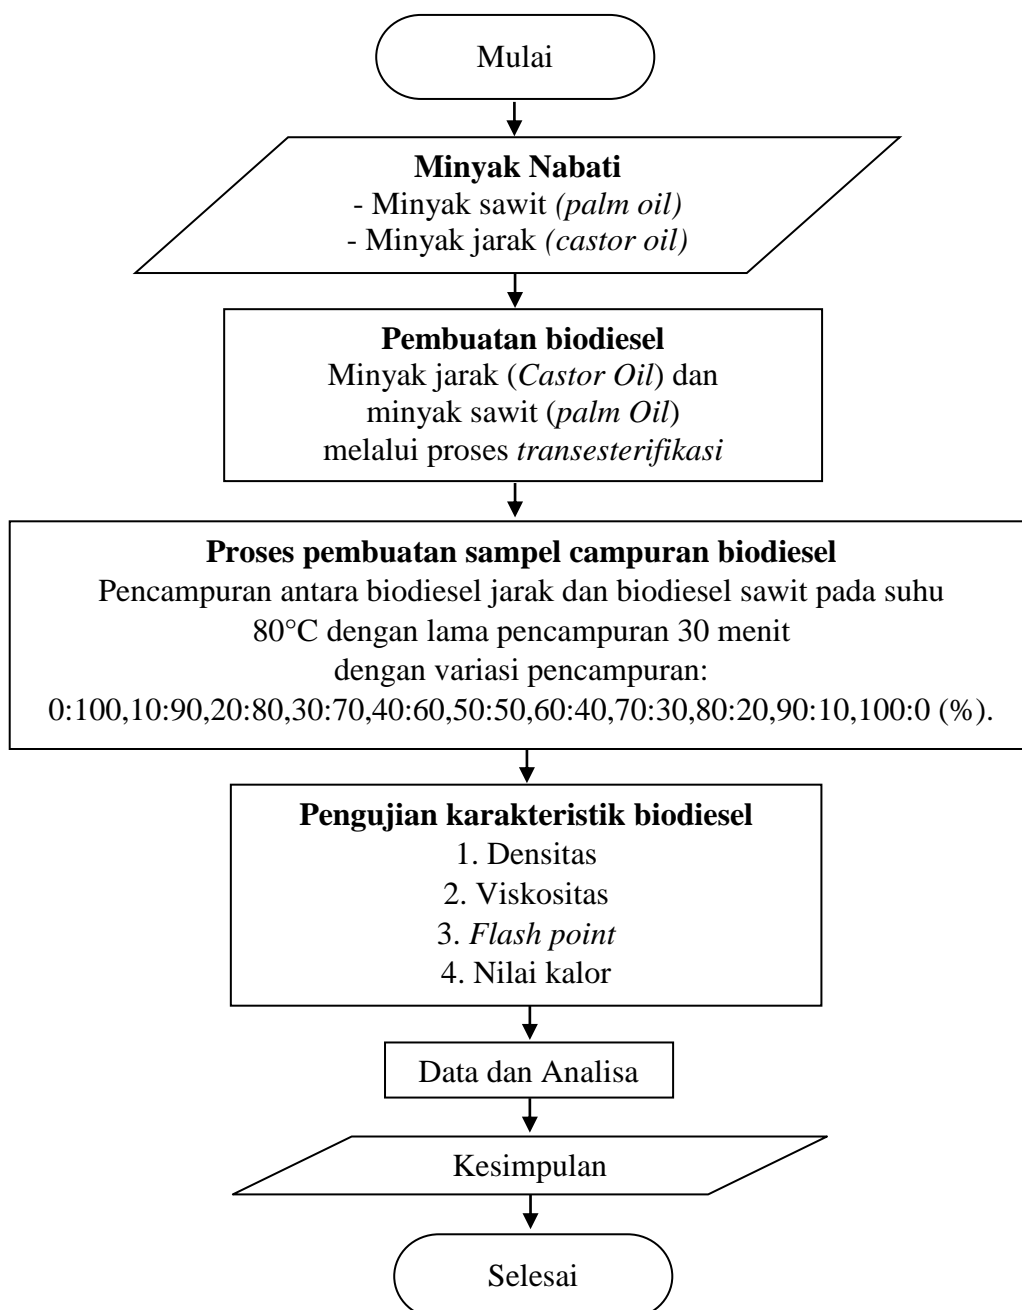 Mulai
Minyak Nabati
- Minyak sawit (palm oil)
- Minyak jarak (castor oil)
Pembuatan biodiesel
Minyak jarak (Castor Oil) dan
minyak sawit (palm Oil)
melalui proses transesterifikasi
Proses pembuatan sampel campuran biodiesel
Pencampuran antara biodiesel jarak dan biodiesel sawit pada suhu
80°C dengan lama pencampuran 30 menit
dengan variasi pencampuran:
0:100,10:90,20:80,30:70,40:60,50:50,60:40,70:30,80:20,90:10,100:0 (%).
Pengujian karakteristik biodiesel
1. Densitas
2. Viskositas
3. Flash point
4. Nilai kalor
Data dan Analisa
Kesimpulan
Selesai